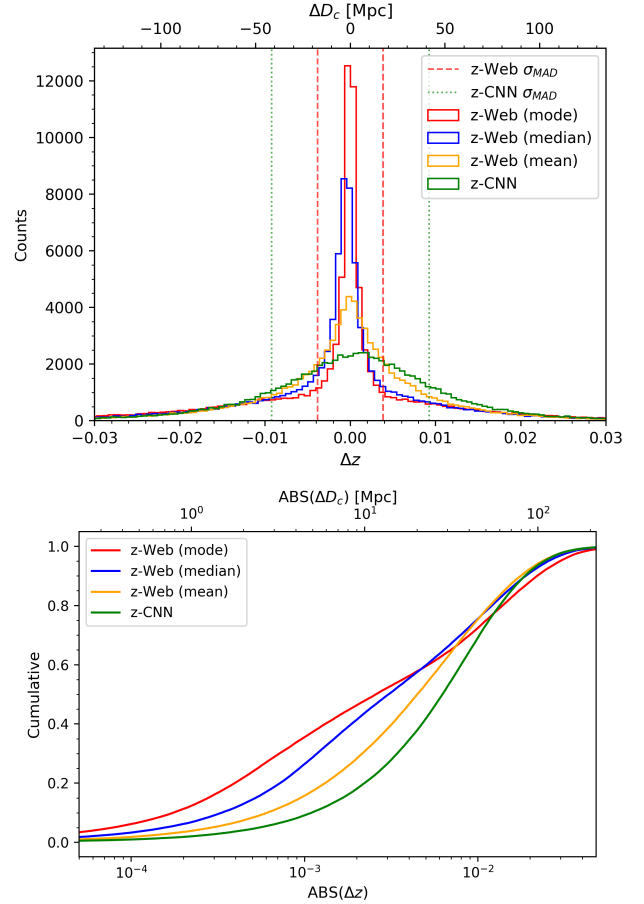 ΔD_c [Mpc]
−100 −50 0 50 100
12000
10000
8000
6000
4000
2000
0
Counts
z-Web σ_MAD
z-CNN σ_MAD
z-Web (mode)
z-Web (median)
z-Web (mean)
z-CNN
−0.03 −0.02 −0.01 0.00 0.01 0.02 0.03
Δz
ABS(ΔD_c) [Mpc]
10^0 10^1 10^2
1.0
0.8
0.6
0.4
0.2
0.0
Cumulative
z-Web (mode)
z-Web (median)
z-Web (mean)
z-CNN
10^−4 10^−3 10^−2
ABS(Δz)